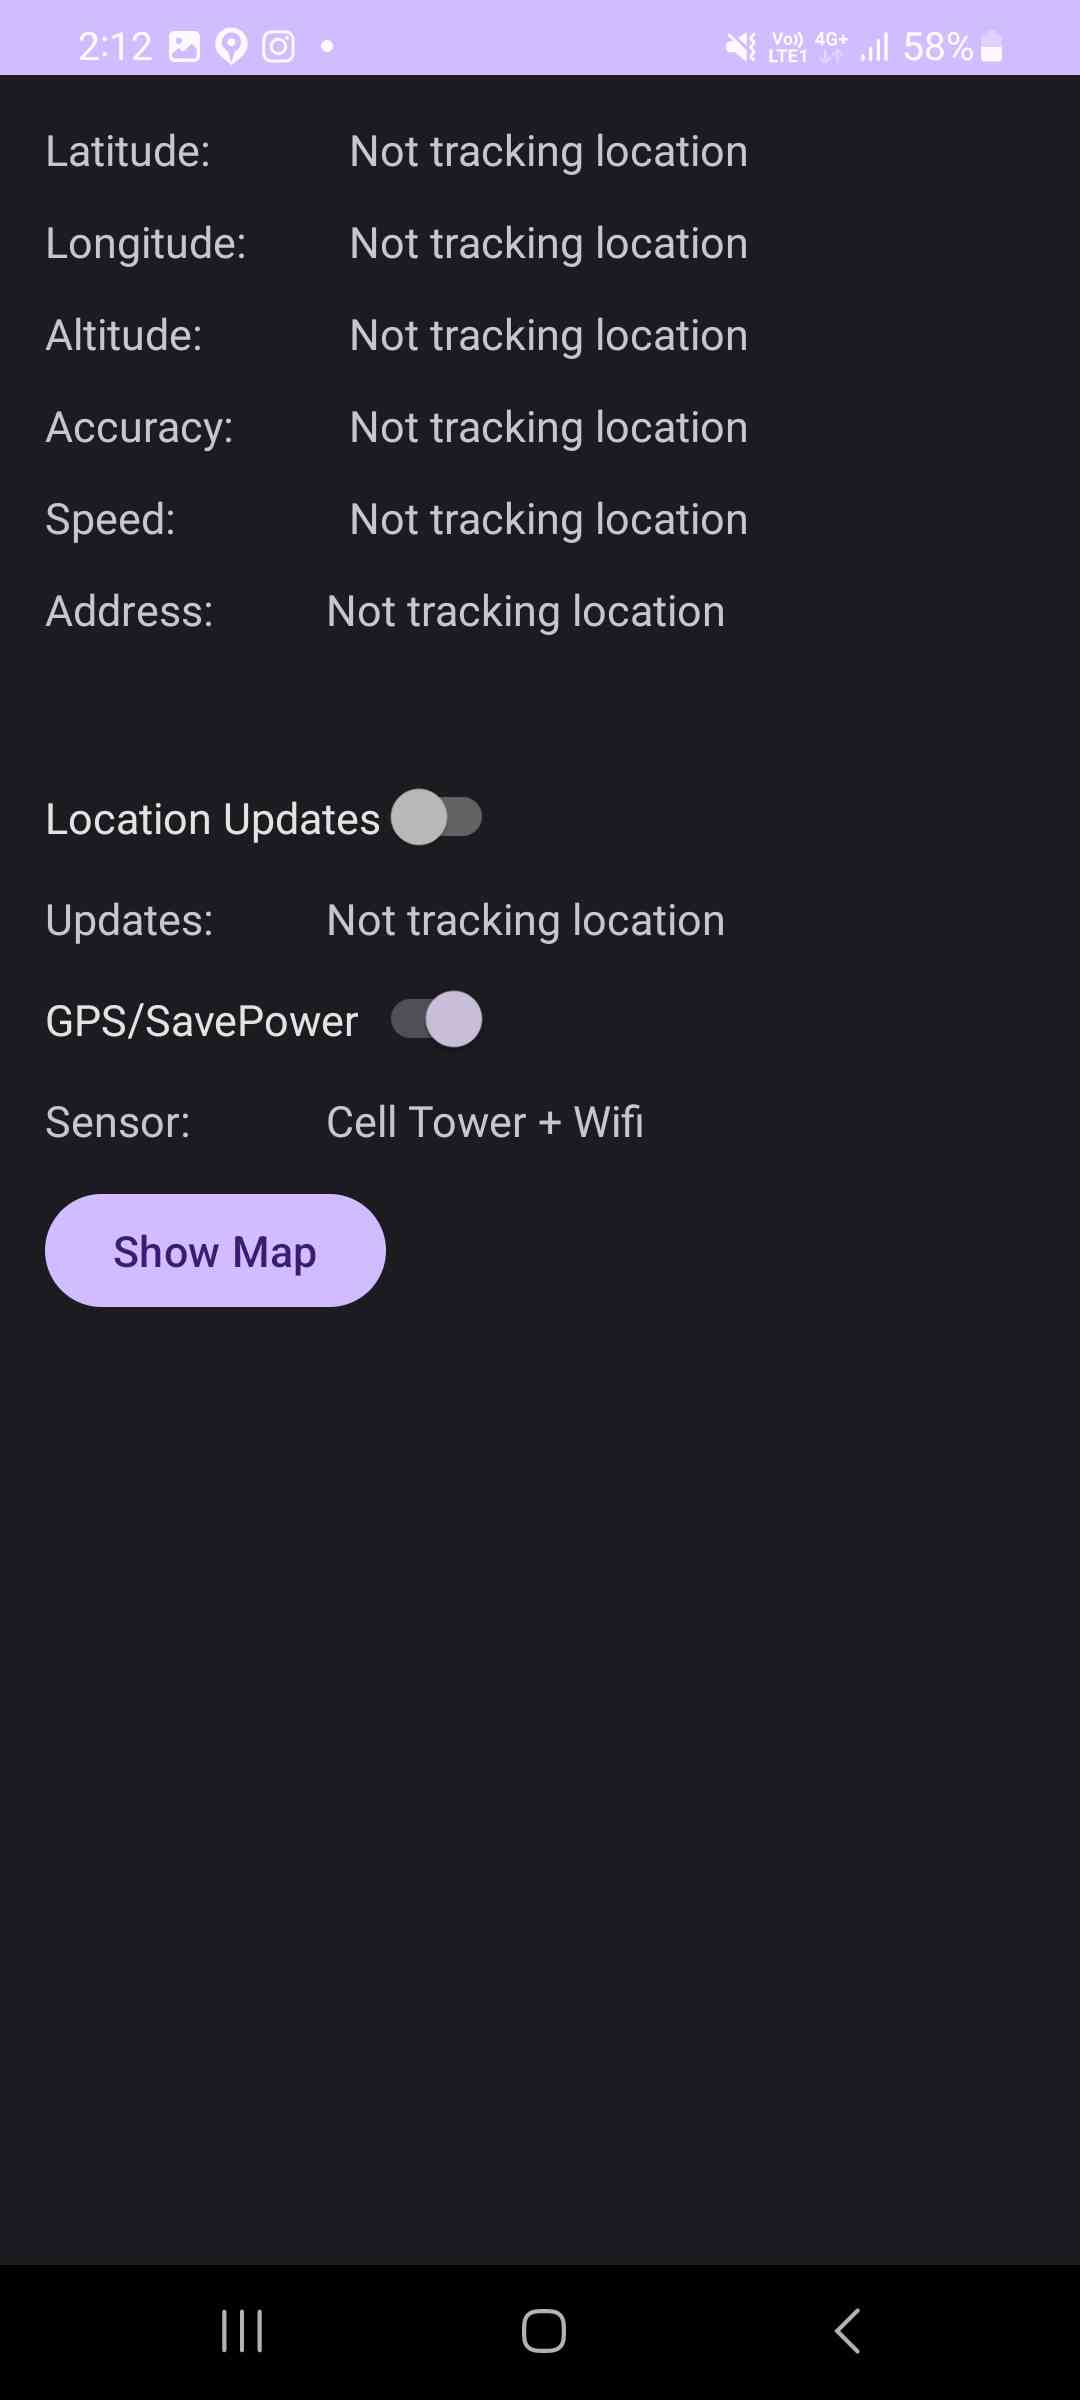 2:12 Vo)) LTE1 4G+ 58%
Latitude: Not tracking location
Longitude: Not tracking location
Altitude: Not tracking location
Accuracy: Not tracking location
Speed: Not tracking location
Address: Not tracking location
Location Updates
Updates: Not tracking location
GPS/SavePower
Sensor: Cell Tower + Wifi
Show Map